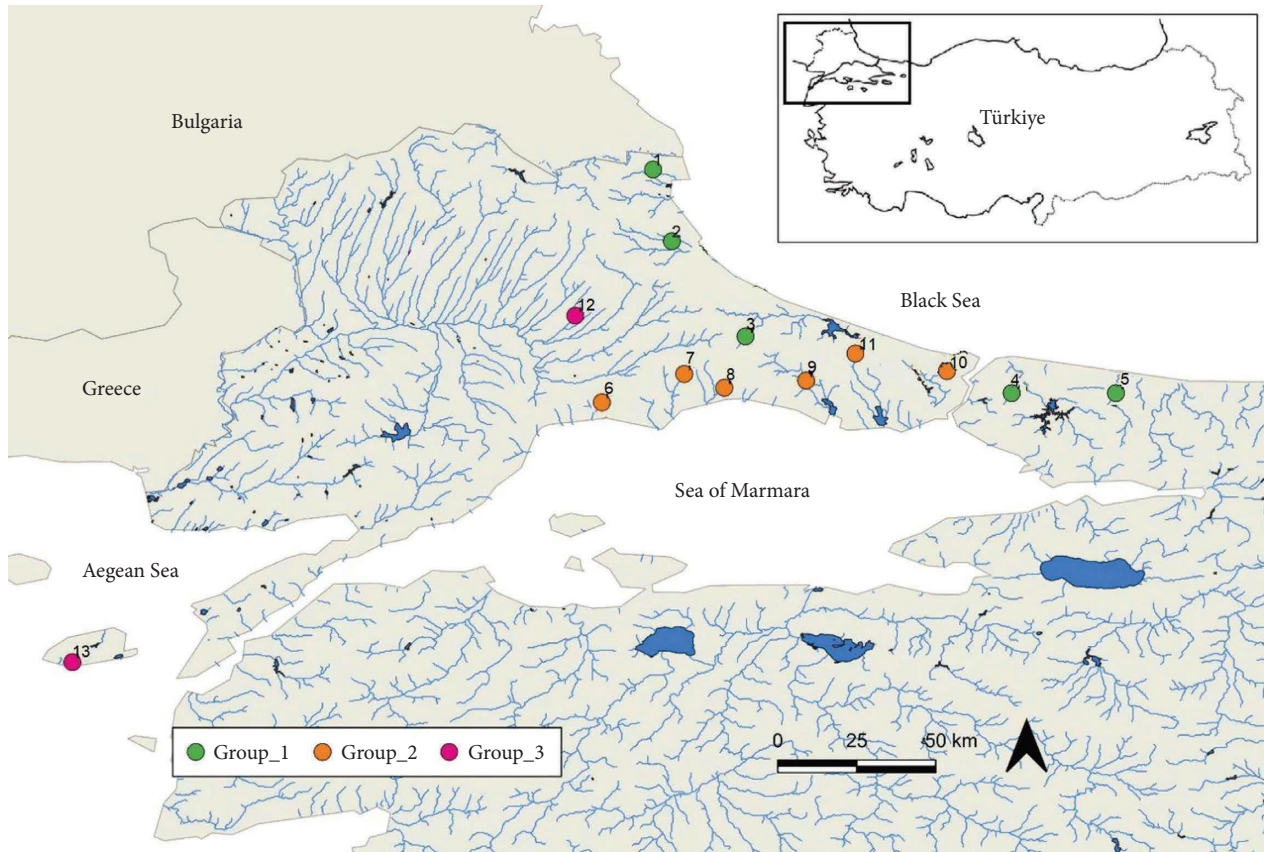 Bulgaria
Türkiye
1
2
Black Sea
12
3
11
Greece
7
8
9
10
6
4
5
Sea of Marmara
Aegean Sea
13
Group_1
Group_2
Group_3
0 25 50 km